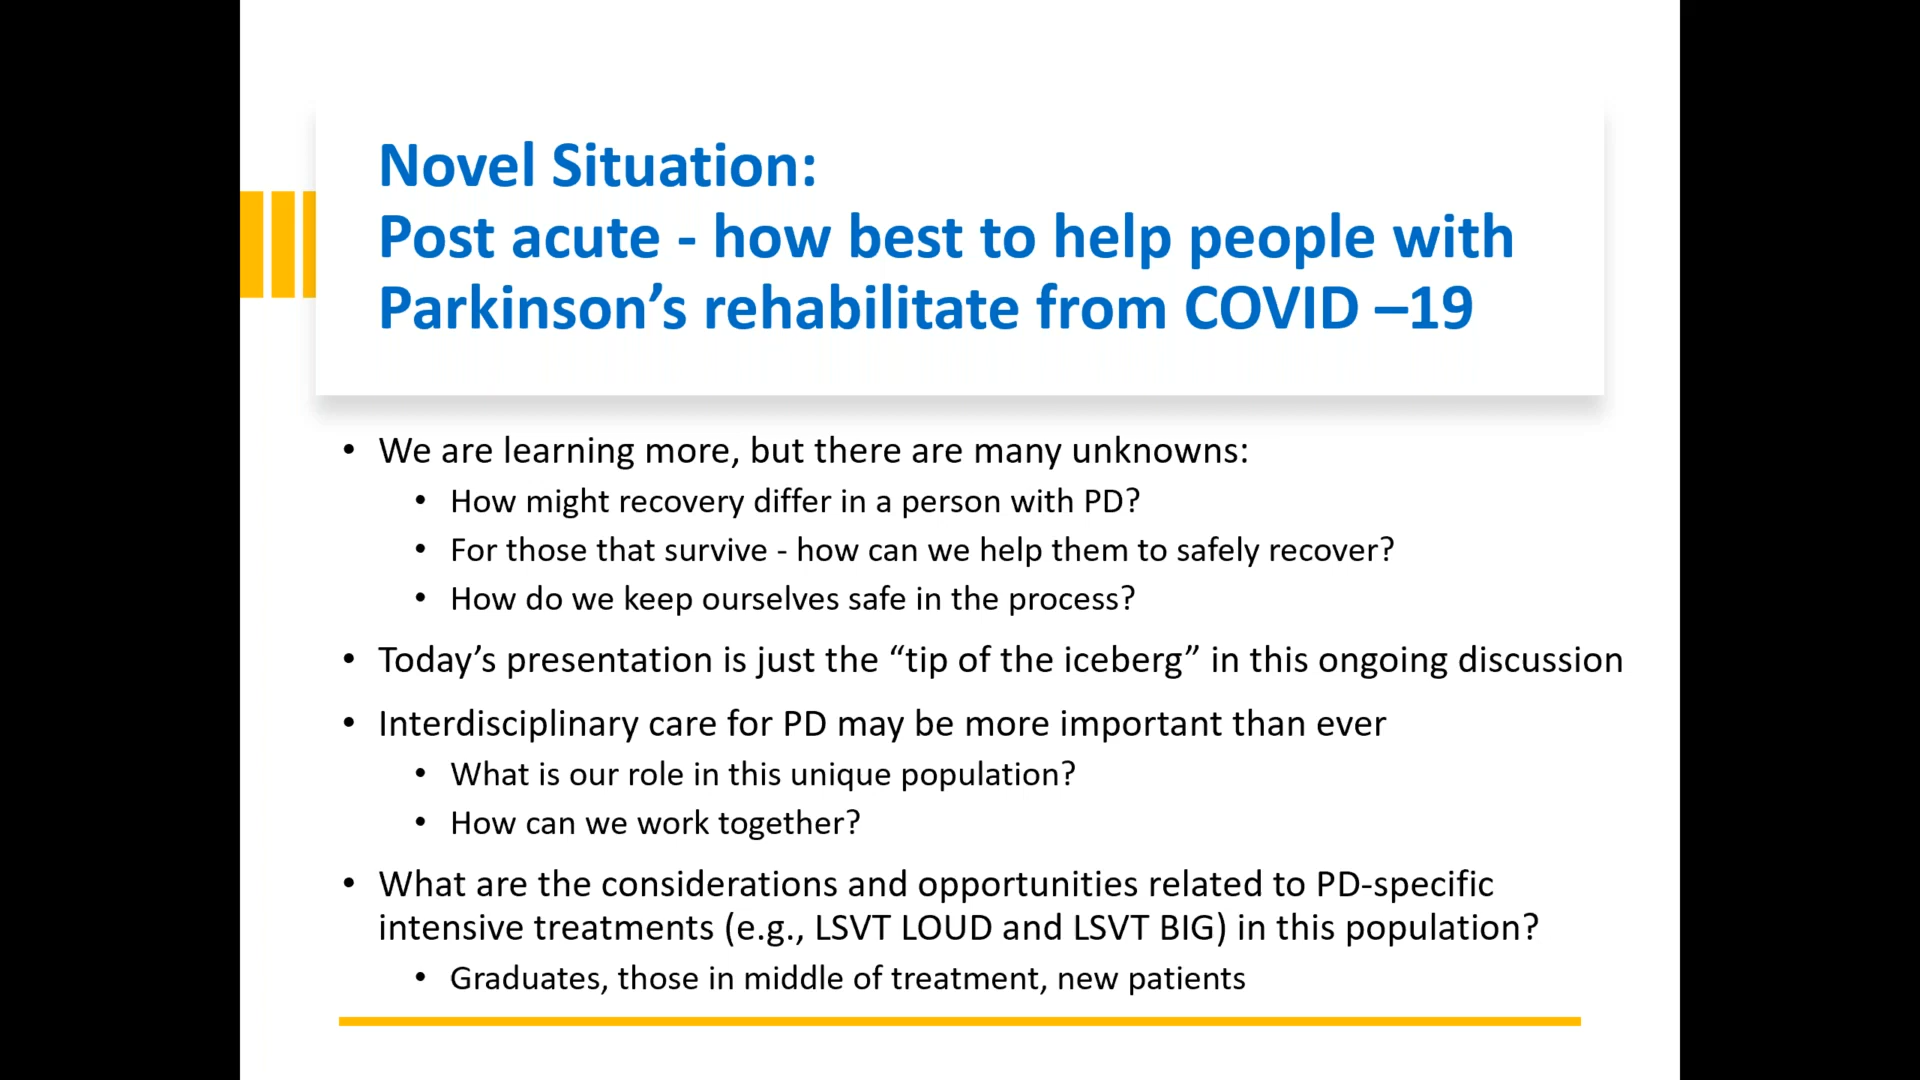 Novel Situation:
Post acute - how best to help people with
Parkinson’s rehabilitate from COVID –19
• We are learning more, but there are many unknowns:
• How might recovery differ in a person with PD?
• For those that survive - how can we help them to safely recover?
• How do we keep ourselves safe in the process?
• Today’s presentation is just the “tip of the iceberg” in this ongoing discussion
• Interdisciplinary care for PD may be more important than ever
• What is our role in this unique population?
• How can we work together?
• What are the considerations and opportunities related to PD-specific
intensive treatments (e.g., LSVT LOUD and LSVT BIG) in this population?
• Graduates, those in middle of treatment, new patients